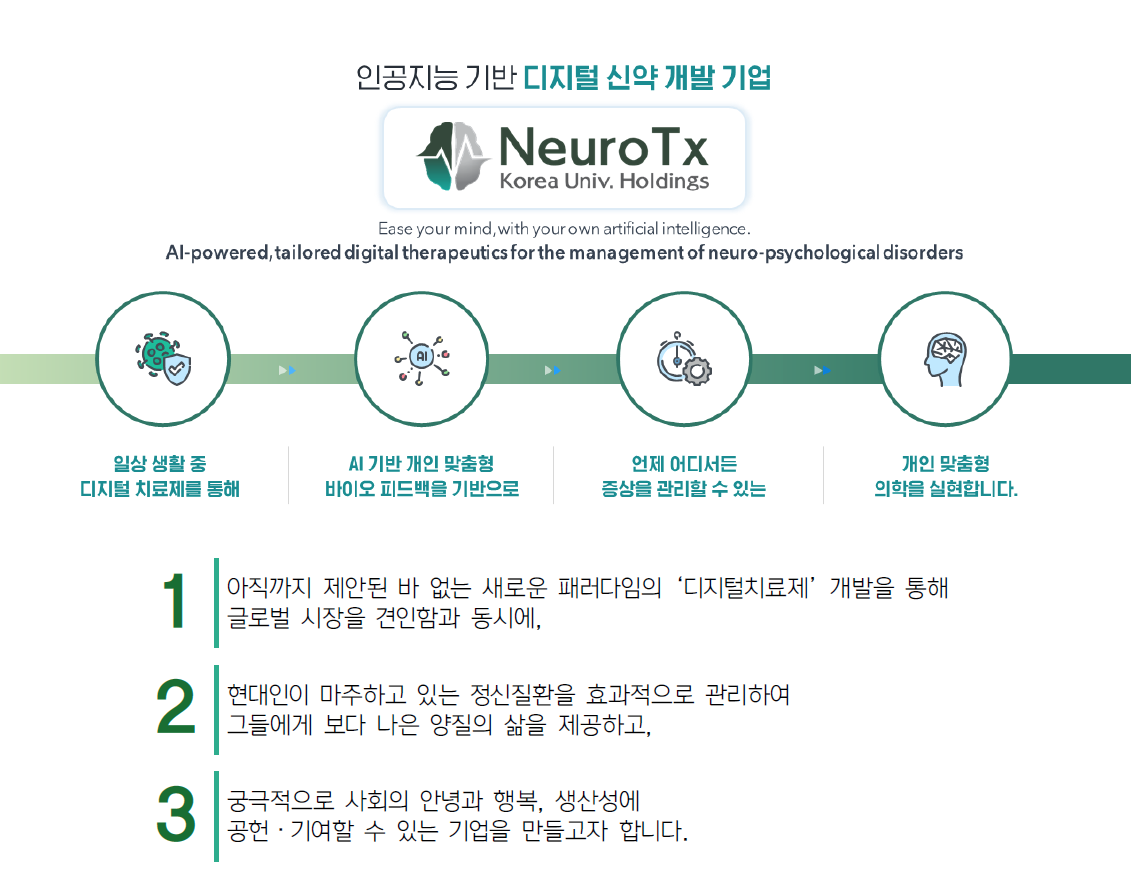 인공지능 기반 디지털 신약 개발 기업
NeuroTx
Korea Univ. Holdings
Ease your mind, with your own artificial intelligence.
AI-powered, tailored digital therapeutics for the management of neuro-psychological disorders
AI
일상 생활 중
디지털 치료제를 통해
AI 기반 개인 맞춤형
바이오 피드백을 기반으로
언제 어디서든
증상을 관리할 수 있는
개인 맞춤형
의학을 실현합니다.
1
아직까지 제안된 바 없는 새로운 패러다임의 ‘디지털치료제’ 개발을 통해
글로벌 시장을 견인함과 동시에,
2
현대인이 마주하고 있는 정신질환을 효과적으로 관리하여
그들에게 보다 나은 양질의 삶을 제공하고,
3
궁극적으로 사회의 안녕과 행복, 생산성에
공헌 · 기여할 수 있는 기업을 만들고자 합니다.